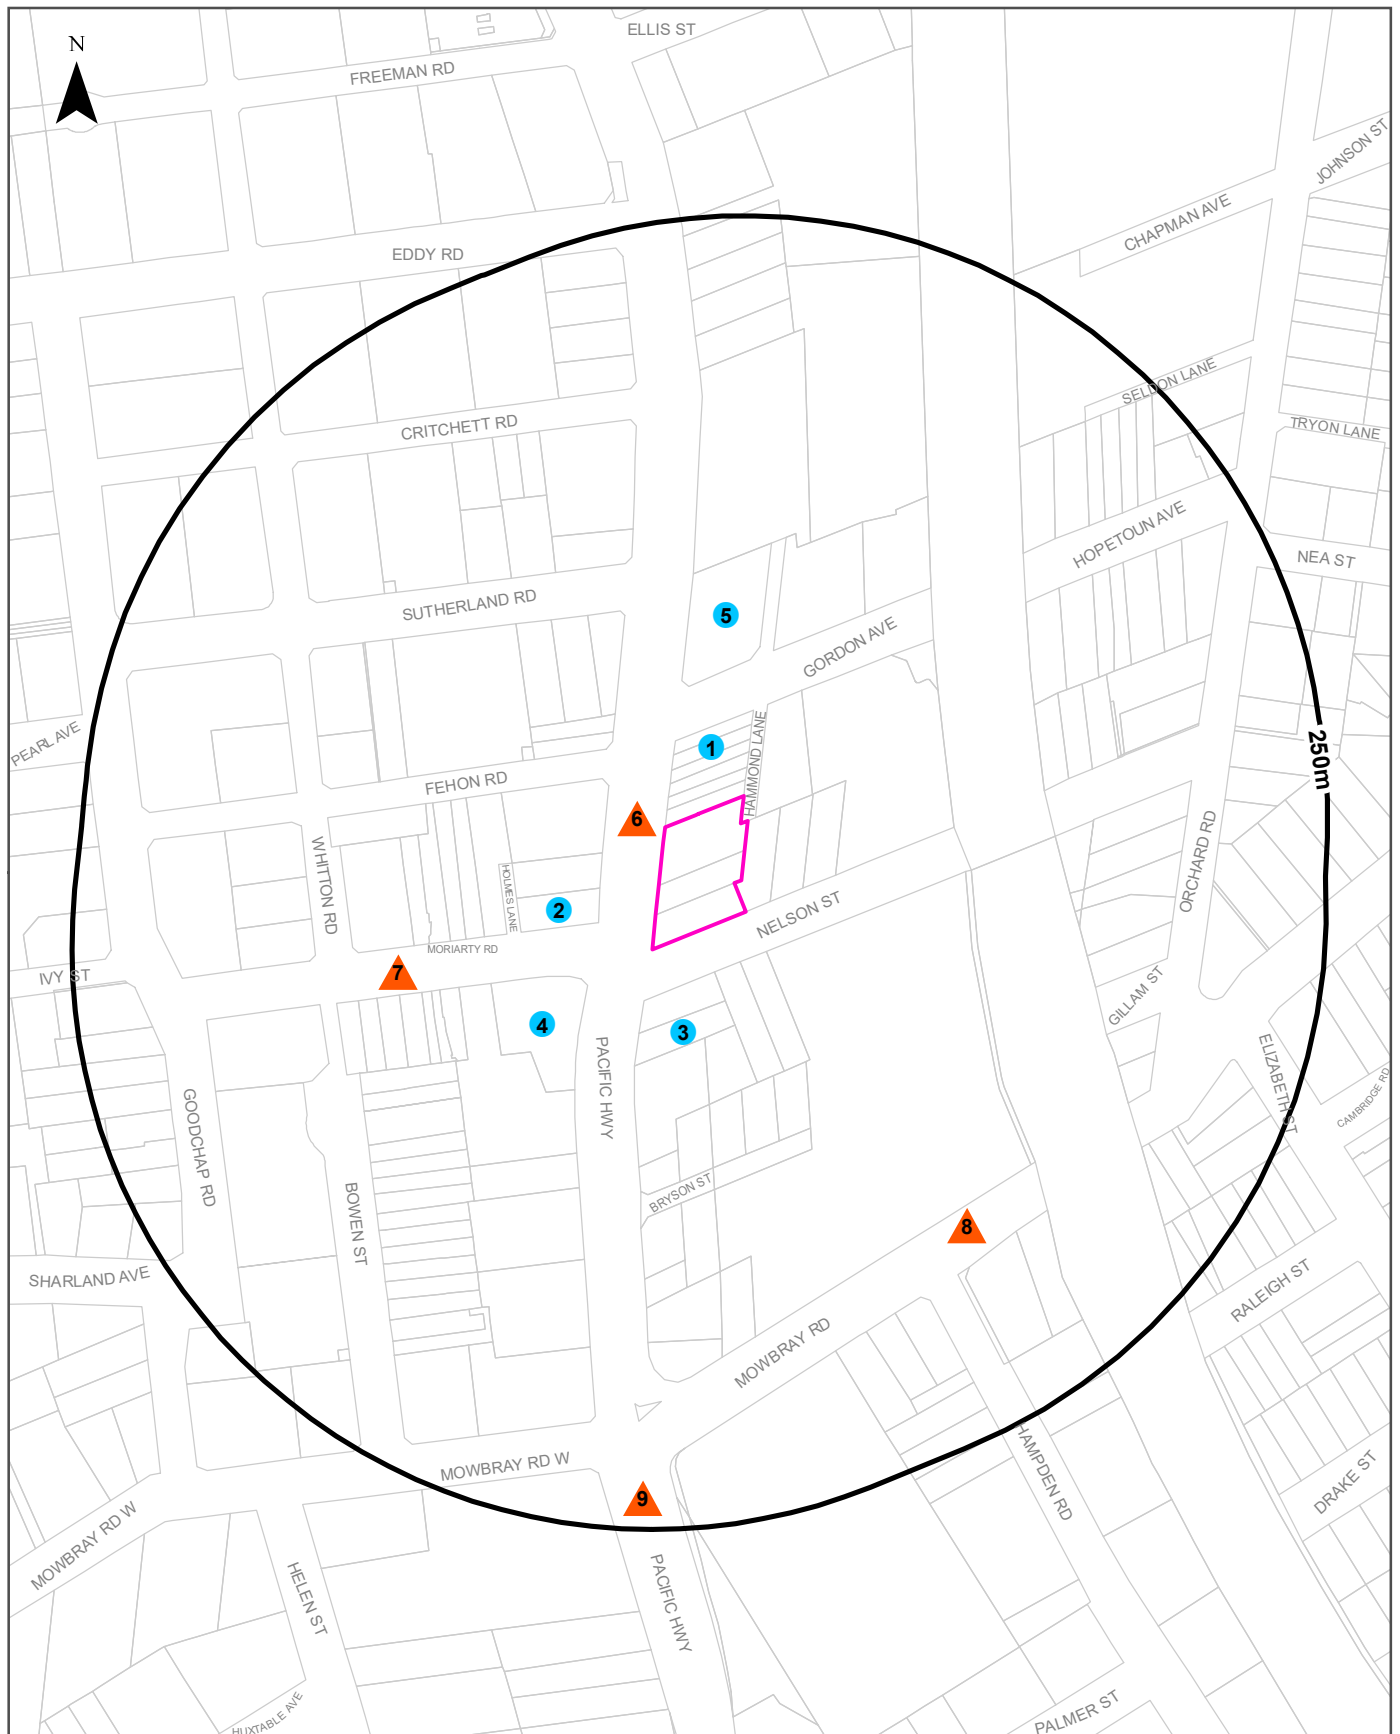 ELLIS ST
N
FREEMAN RD
JOHNSON ST
CHAPMAN AVE
EDDY RD
SELDON LANE
CRITCHETT RD
TRYON LANE
HOPETOUN AVE
NEA ST
SUTHERLAND RD
5
GORDON AVE
PEARL AVE
1
HAMMOND LANE
250m
FEHON RD
6
WHITTON RD
HOLMES LANE
2
ORCHARD RD
NELSON ST
MORIARTY RD
7
IVY ST
GILLAM ST
4
3
PACIFIC HWY
ELIZABETH ST
CAMBRIDGE RD
GOODCHAP RD
BRYSON ST
BOWEN ST
8
SHARLAND AVE
RALEIGH ST
MOWBRAY RD
MOWBRAY RD W
HAMPDEN RD
9
DRAKE ST
MOWBRAY RD W
HELEN ST
PACIFIC HWY
HUXTABLE AVE
PALMER ST